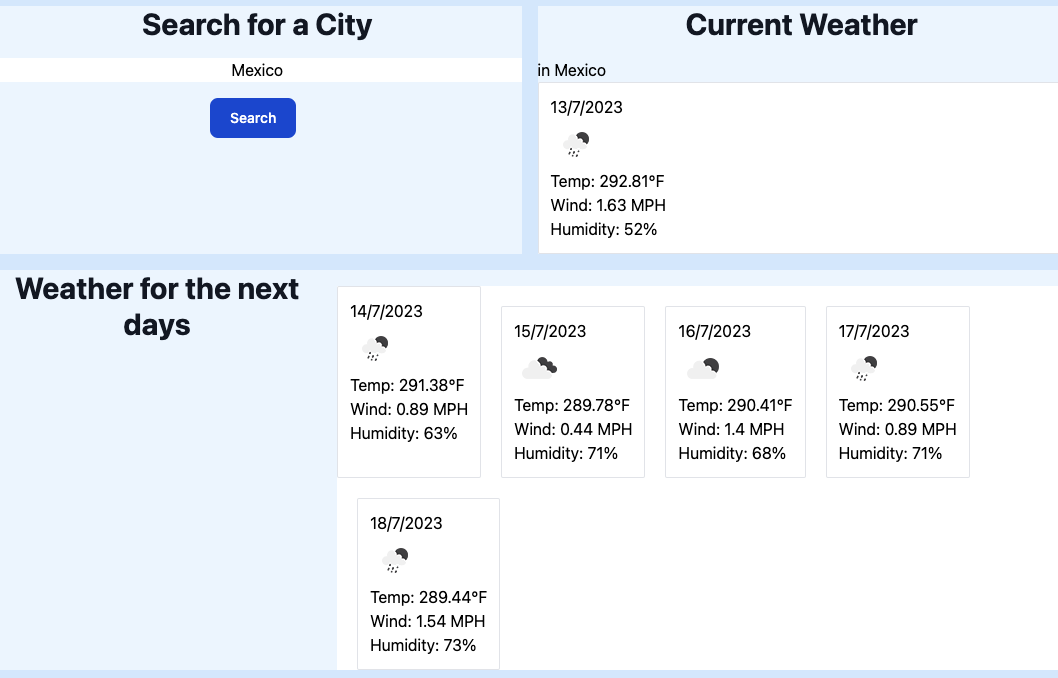 Search for a City
Mexico
Search
Current Weather
in Mexico
13/7/2023
Temp: 292.81°F
Wind: 1.63 MPH
Humidity: 52%
Weather for the next
days
14/7/2023
Temp: 291.38°F
Wind: 0.89 MPH
Humidity: 63%
15/7/2023
Temp: 289.78°F
Wind: 0.44 MPH
Humidity: 71%
16/7/2023
Temp: 290.41°F
Wind: 1.4 MPH
Humidity: 68%
17/7/2023
Temp: 290.55°F
Wind: 0.89 MPH
Humidity: 71%
18/7/2023
Temp: 289.44°F
Wind: 1.54 MPH
Humidity: 73%